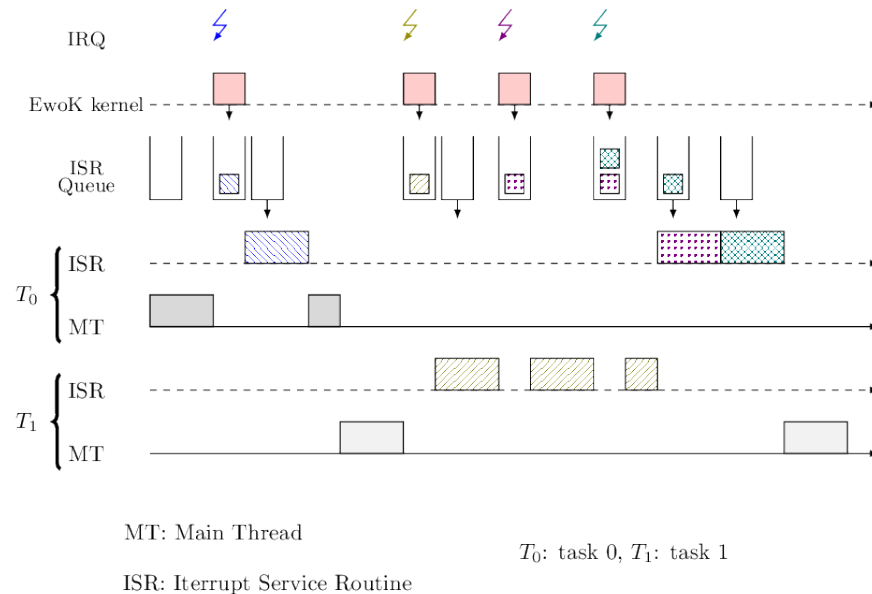 IRQ
EwoK kernel
ISR
Queue
ISR
T₀
MT
ISR
T₁
MT
MT: Main Thread
T₀: task 0, T₁: task 1
ISR: Iterrupt Service Routine